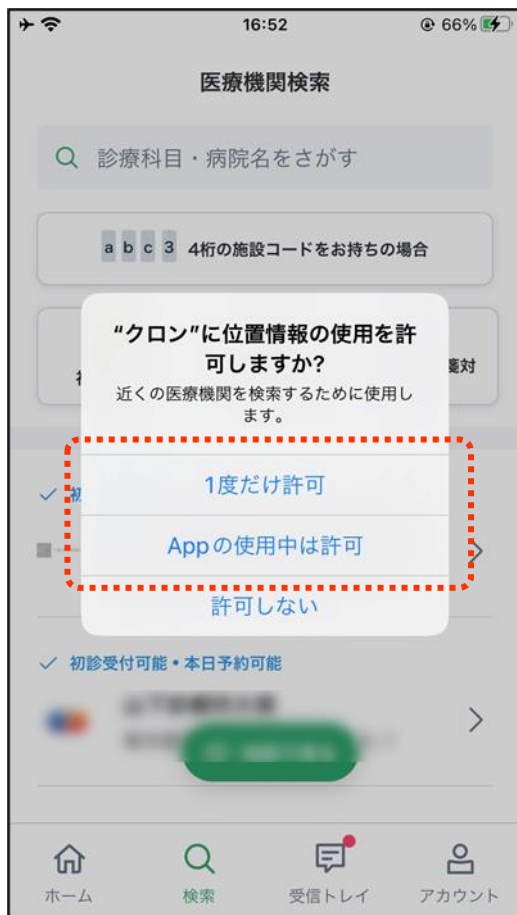 16:52
66%
医療機関検索
診療科目・病院名をさがす
a b c 3 4桁の施設コードをお持ちの場合
“クロン”に位置情報の使用を許
可しますか?
近くの医療機関を検索するために使用し
ます。
箋対
初
1度だけ許可
Appの使用中は許可
許可しない
初診受付可能・本日予約可能
ホーム
検索
受信トレイ
アカウント